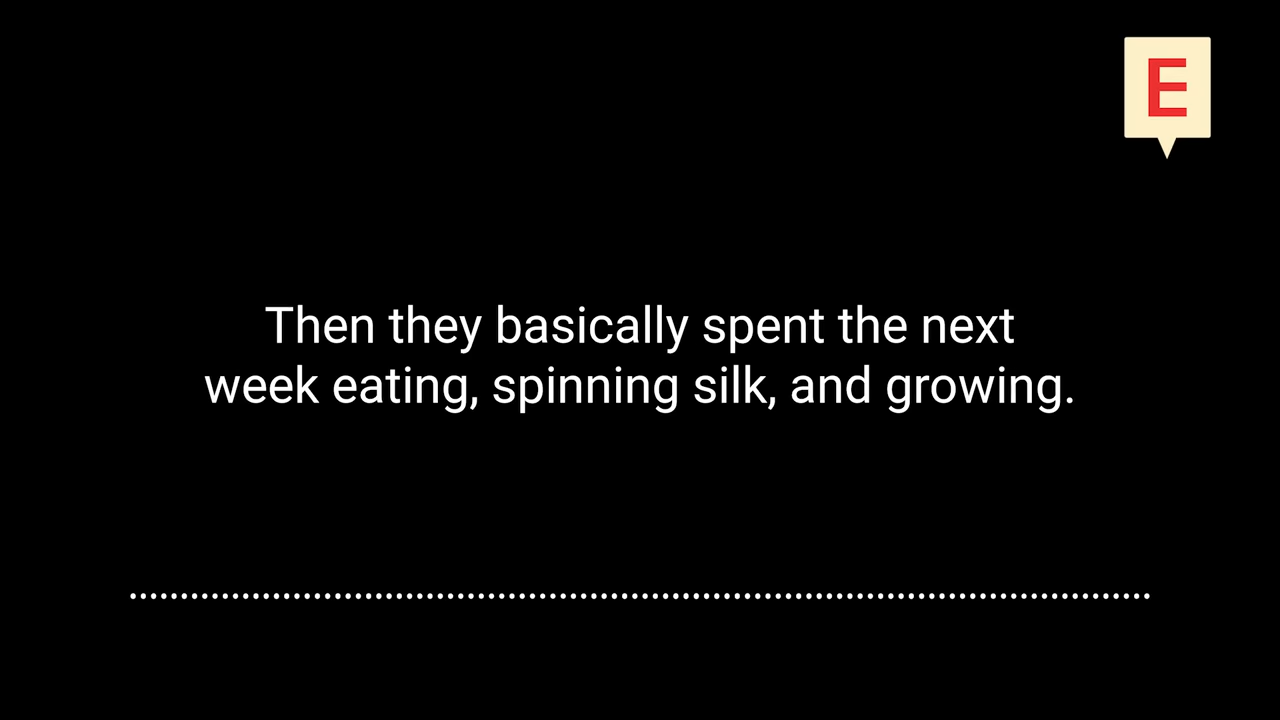 E
Then they basically spent the next
week eating, spinning silk, and growing.